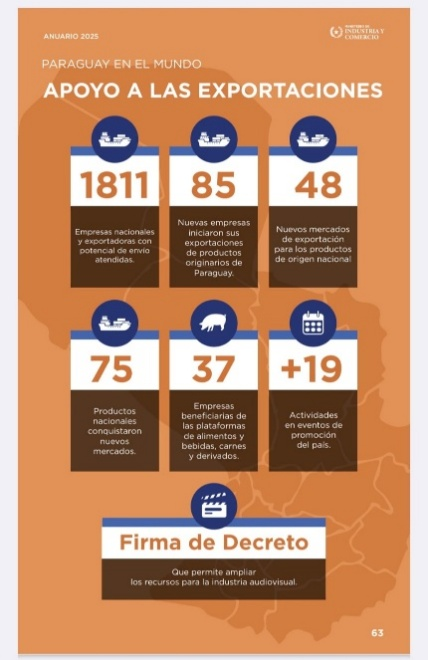 ANUARIO 2025
MINISTERIO DE
INDUSTRIA Y
COMERCIO
PARAGUAY EN EL MUNDO
APOYO A LAS EXPORTACIONES
1811
Empresas nacionales
y exportadoras con
potencial de envío
atendidas.
85
Nuevas empresas
iniciaron sus
exportaciones
de productos
originarios de
Paraguay.
48
Nuevos mercados
de exportación
para los productos
de origen nacional
75
Productos
nacionales
conquistaron
nuevos
mercados.
37
Empresas
beneficiarias de
las plataformas
de alimentos y
bebidas, carnes
y derivados.
+19
Actividades
en eventos de
promoción
del país.
Firma de Decreto
Que permite ampliar
los recursos para la industria audiovisual.
63